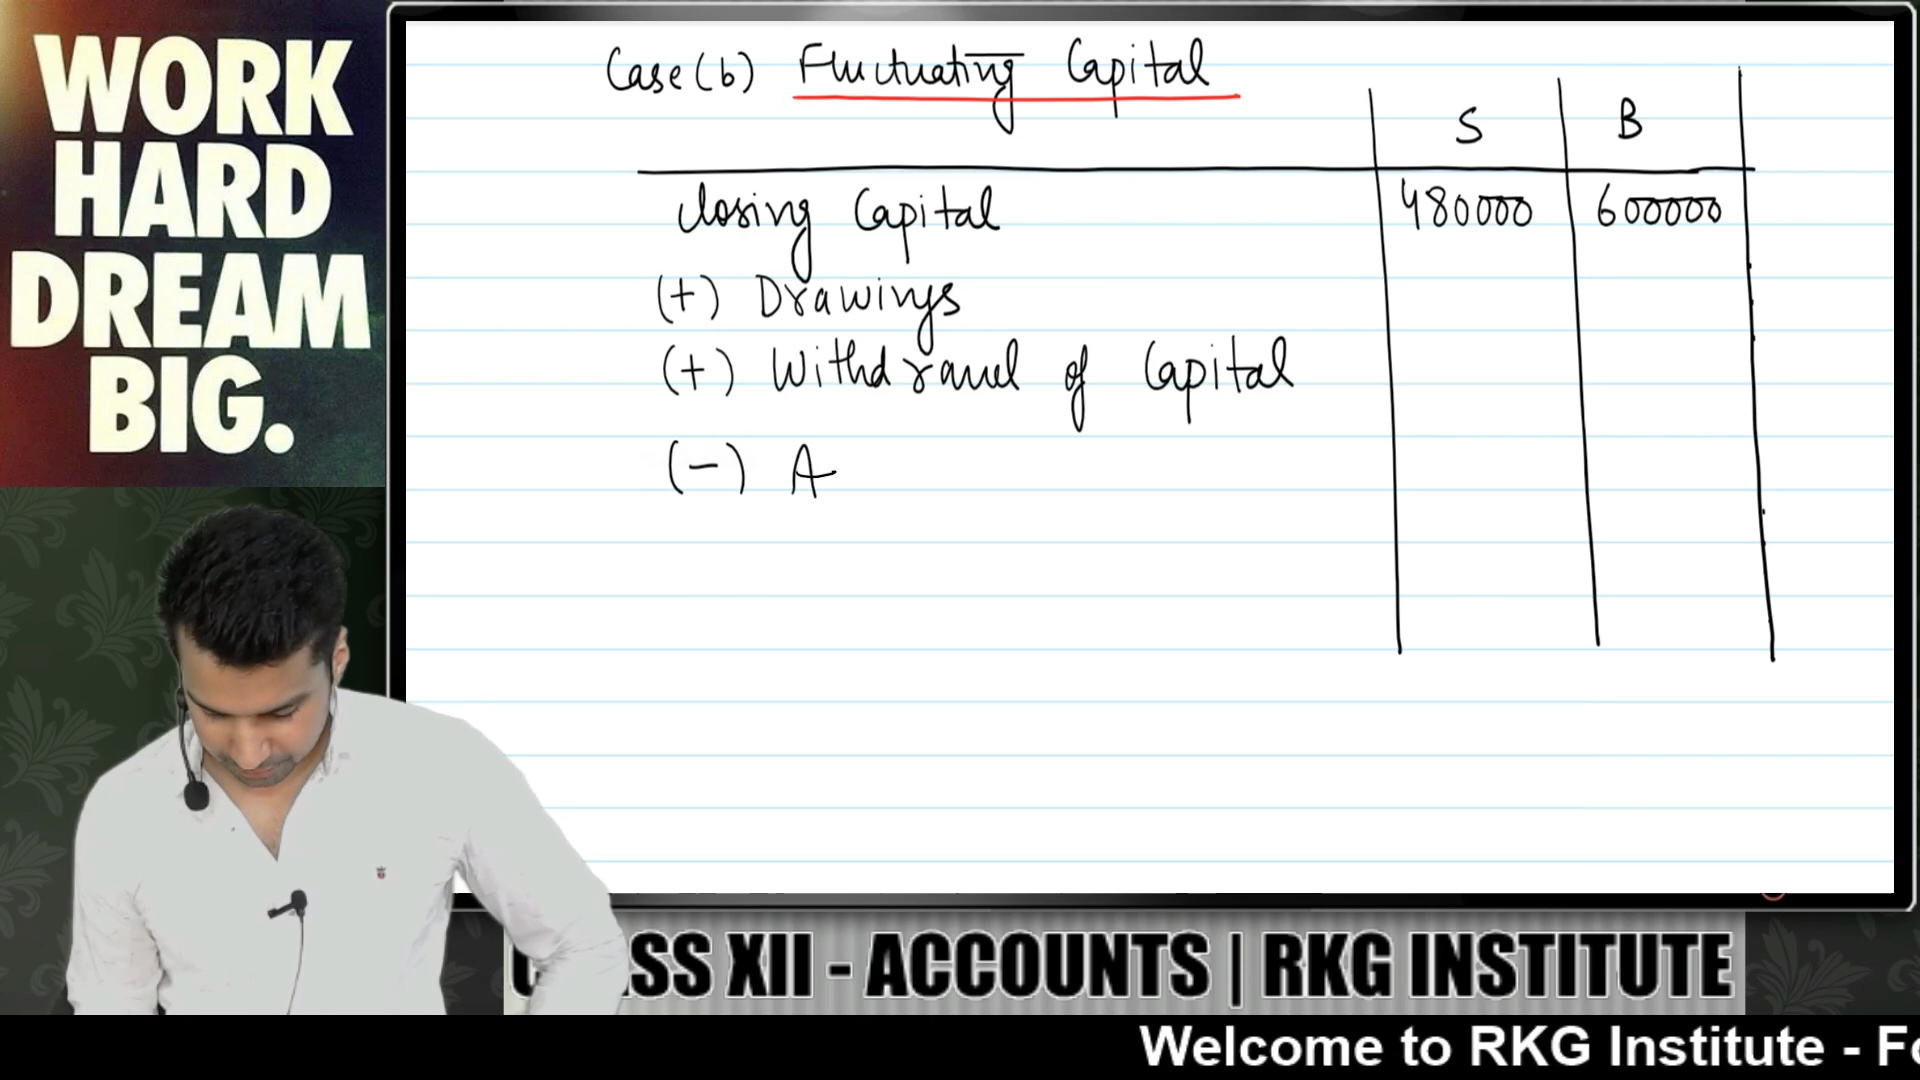 WORK
HARD
DREAM
BIG.
Case (b) Fluctuating Capital
S B
Closing Capital 480000 600000
(+) Drawings
(+) Withdrawal of Capital
(-) A
SS XII - ACCOUNTS | RKG INSTITUTE
Welcome to RKG Institute - Fo